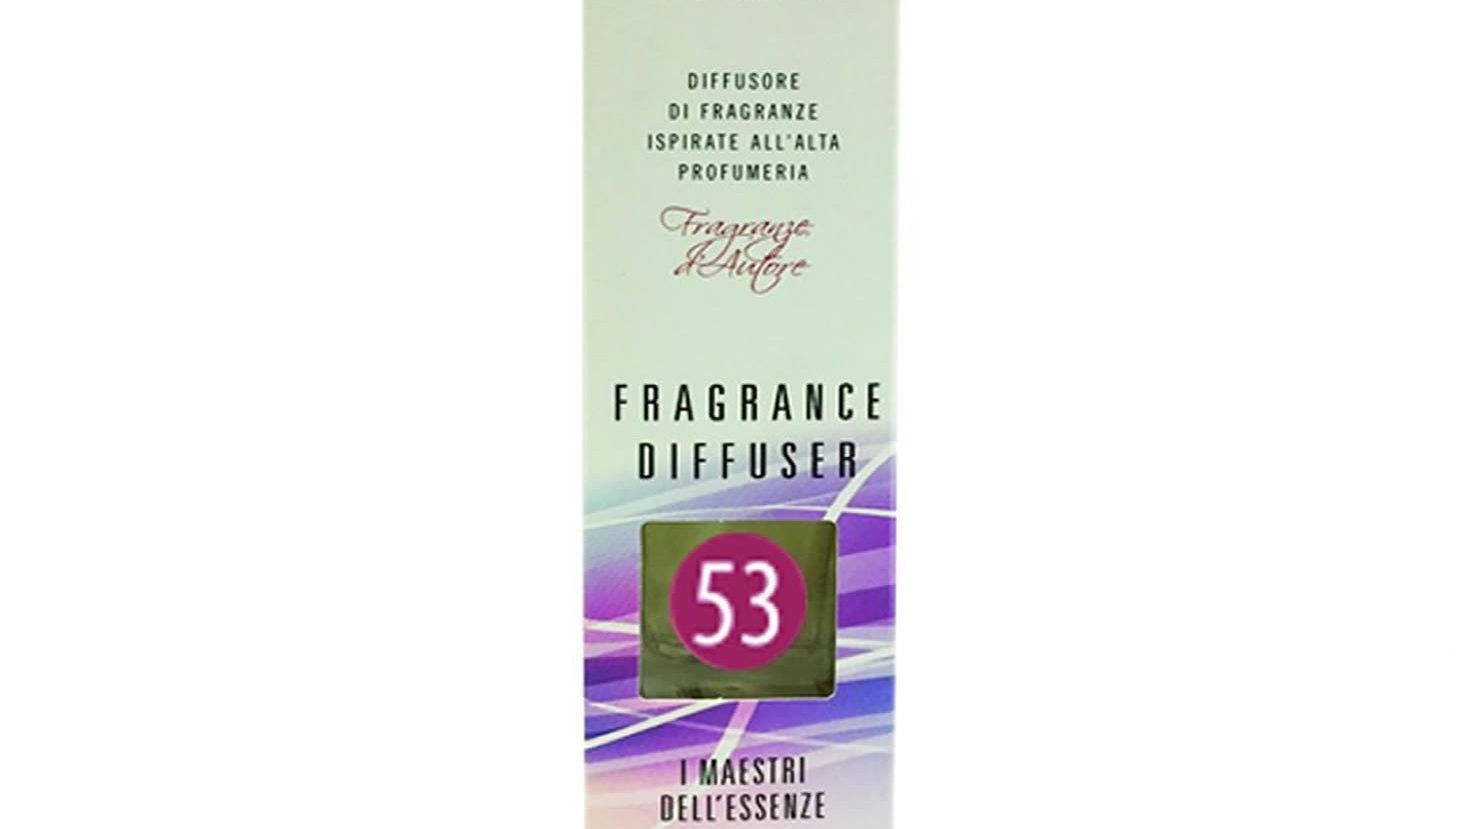 DIFFUSORE
DI FRAGRANZE
ISPIRATE ALL'ALTA
PROFUMERIA
Fragranze
d'Autore
FRAGRANCE
DIFFUSER
53
I MAESTRI
DELL'ESSENZE